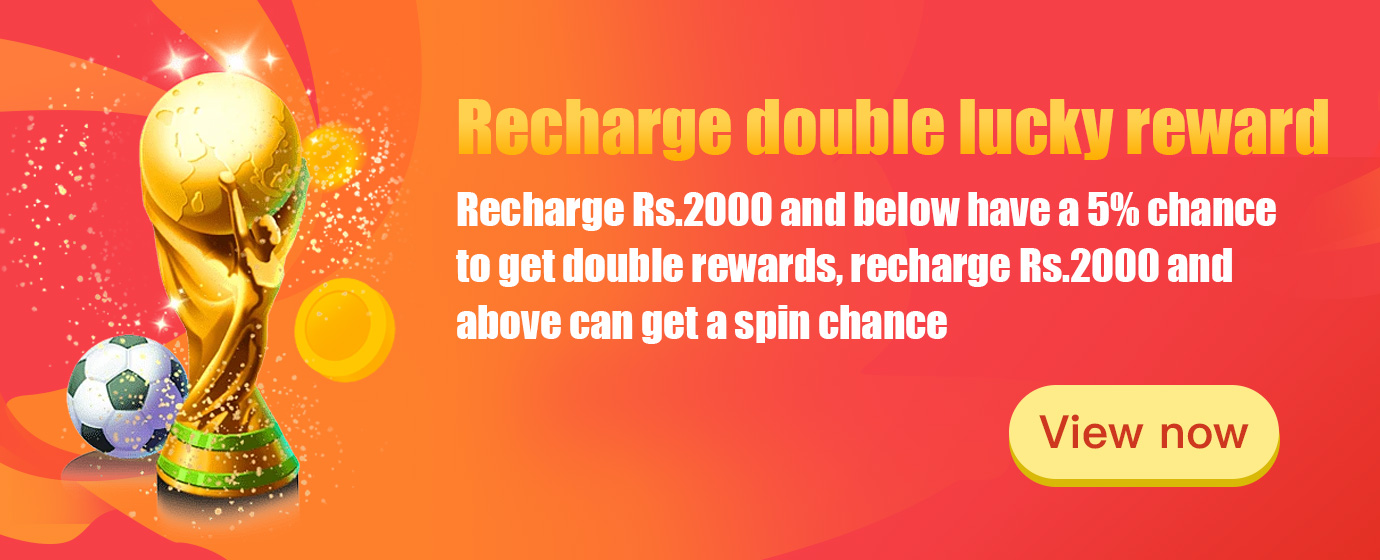 Recharge double lucky reward
Recharge Rs.2000 and below have a 5% chance
to get double rewards, recharge Rs.2000 and
above can get a spin chance
View now